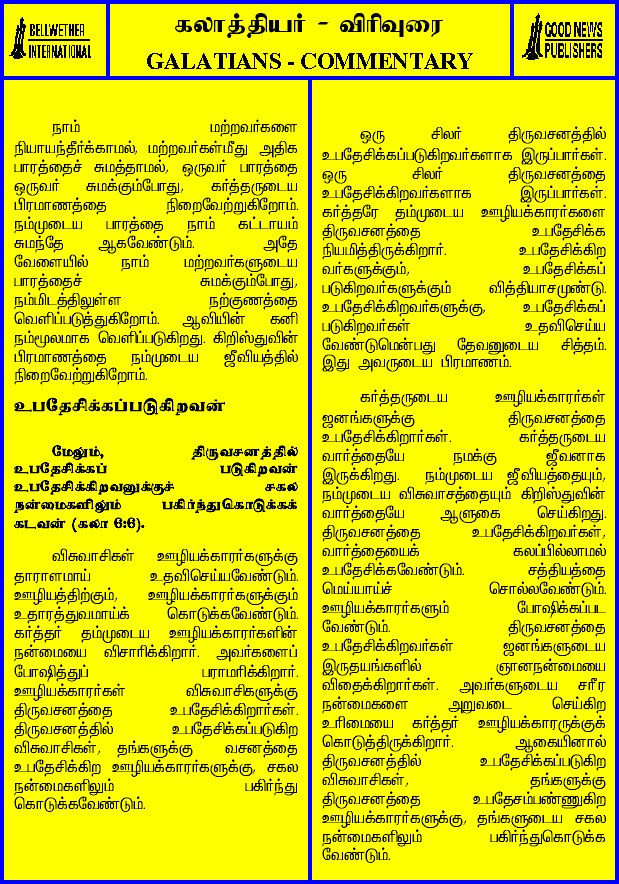 BELLWETHER
INTERNATIONAL
கலாத்தியர் - விரிவுரை
GALATIANS - COMMENTARY
GOOD NEWS
PUBLISHERS
நாம் மற்றவர்களை
நியாயந்தீர்க்காமல், மற்றவர்கள்மீது அதிக
பாரத்தைச் சுமத்தாமல், ஒருவர் பாரத்தை
ஒருவர் சுமக்கும்போது, கர்த்தருடைய
பிரமாணத்தை நிறைவேற்றுகிறோம்.
நம்முடைய பாரத்தை நாம் கட்டாயம்
சுமந்தே ஆகவேண்டும். அதே
வேளையில் நாம் மற்றவர்களுடைய
பாரத்தைச் சுமக்கும்போது,
நம்மிடத்திலுள்ள நற்குணத்தை
வெளிப்படுத்துகிறோம். ஆவியின் கனி
நம்மூலமாக வெளிப்படுகிறது. கிறிஸ்துவின்
பிரமாணத்தை நம்முடைய ஜீவியத்தில்
நிறைவேற்றுகிறோம்.
உபதேசிக்கப்படுகிறவன்
மேலும், திருவசனத்தில்
உபதேசிக்கப் படுகிறவன்
உபதேசிக்கிறவனுக்குச் சகல
நன்மைகளிலும் பகிர்ந்துகொடுக்கக்
கடவன் (கலா 6:6).
விசுவாசிகள் ஊழியக்காரர்களுக்கு
தாராளமாய் உதவிசெய்யவேண்டும்.
ஊழியத்திற்கும், ஊழியக்காரர்களுக்கும்
உதாரத்துவமாய்க் கொடுக்கவேண்டும்.
கர்த்தர் தம்முடைய ஊழியக்காரர்களின்
நன்மையை விசாரிக்கிறார். அவர்களைப்
போஷித்துப் பராமரிக்கிறார்.
ஊழியக்காரர்கள் விசுவாசிகளுக்கு
திருவசனத்தை உபதேசிக்கிறார்கள்.
திருவசனத்தில் உபதேசிக்கப்படுகிற
விசுவாசிகள், தங்களுக்கு வசனத்தை
உபதேசிக்கிற ஊழியக்காரர்களுக்கு, சகல
நன்மைகளிலும் பகிர்ந்து
கொடுக்கவேண்டும்.
ஒரு சிலர் திருவசனத்தில்
உபதேசிக்கப்படுகிறவர்களாக இருப்பார்கள்.
ஒரு சிலர் திருவசனத்தை
உபதேசிக்கிறவர்களாக இருப்பார்கள்.
கர்த்தரே தம்முடைய ஊழியக்காரர்களை
திருவசனத்தை உபதேசிக்க
நியமித்திருக்கிறார். உபதேசிக்கிற
வர்களுக்கும், உபதேசிக்கப்
படுகிறவர்களுக்கும் வித்தியாசமுண்டு.
உபதேசிக்கிறவர்களுக்கு, உபதேசிக்கப்
படுகிறவர்கள் உதவிசெய்ய
வேண்டுமென்பது தேவனுடைய சித்தம்.
இது அவருடைய பிரமாணம்.
கர்த்தருடைய ஊழியக்காரர்கள்
ஜனங்களுக்கு திருவசனத்தை
உபதேசிக்கிறார்கள். கர்த்தருடைய
வார்த்தையே நமக்கு ஜீவனாக
இருக்கிறது. நம்முடைய ஜீவியத்தையும்,
நம்முடைய விசுவாசத்தையும் கிறிஸ்துவின்
வார்த்தையே ஆளுகை செய்கிறது.
திருவசனத்தை உபதேசிக்கிறவர்கள்,
வார்த்தையைக் கலப்பில்லாமல்
உபதேசிக்கவேண்டும். சத்தியத்தை
மெய்யாய்ச் சொல்லவேண்டும்.
ஊழியக்காரர்களும் போஷிக்கப்பட
வேண்டும். திருவசனத்தை
உபதேசிக்கிறவர்கள் ஜனங்களுடைய
இருதயங்களில் ஞானநன்மையை
விதைக்கிறார்கள். அவர்களுடைய சரீர
நன்மைகளை அறுவடை செய்கிற
உரிமையை கர்த்தர் ஊழியக்காரருக்குக்
கொடுத்திருக்கிறார். ஆகையினால்
திருவசனத்தில் உபதேசிக்கப்படுகிற
விசுவாசிகள், தங்களுக்கு
திருவசனத்தை உபதேசம்பண்ணுகிற
ஊழியக்காரர்களுக்கு, தங்களுடைய சகல
நன்மைகளிலும் பகிர்ந்துகொடுக்க
வேண்டும்.